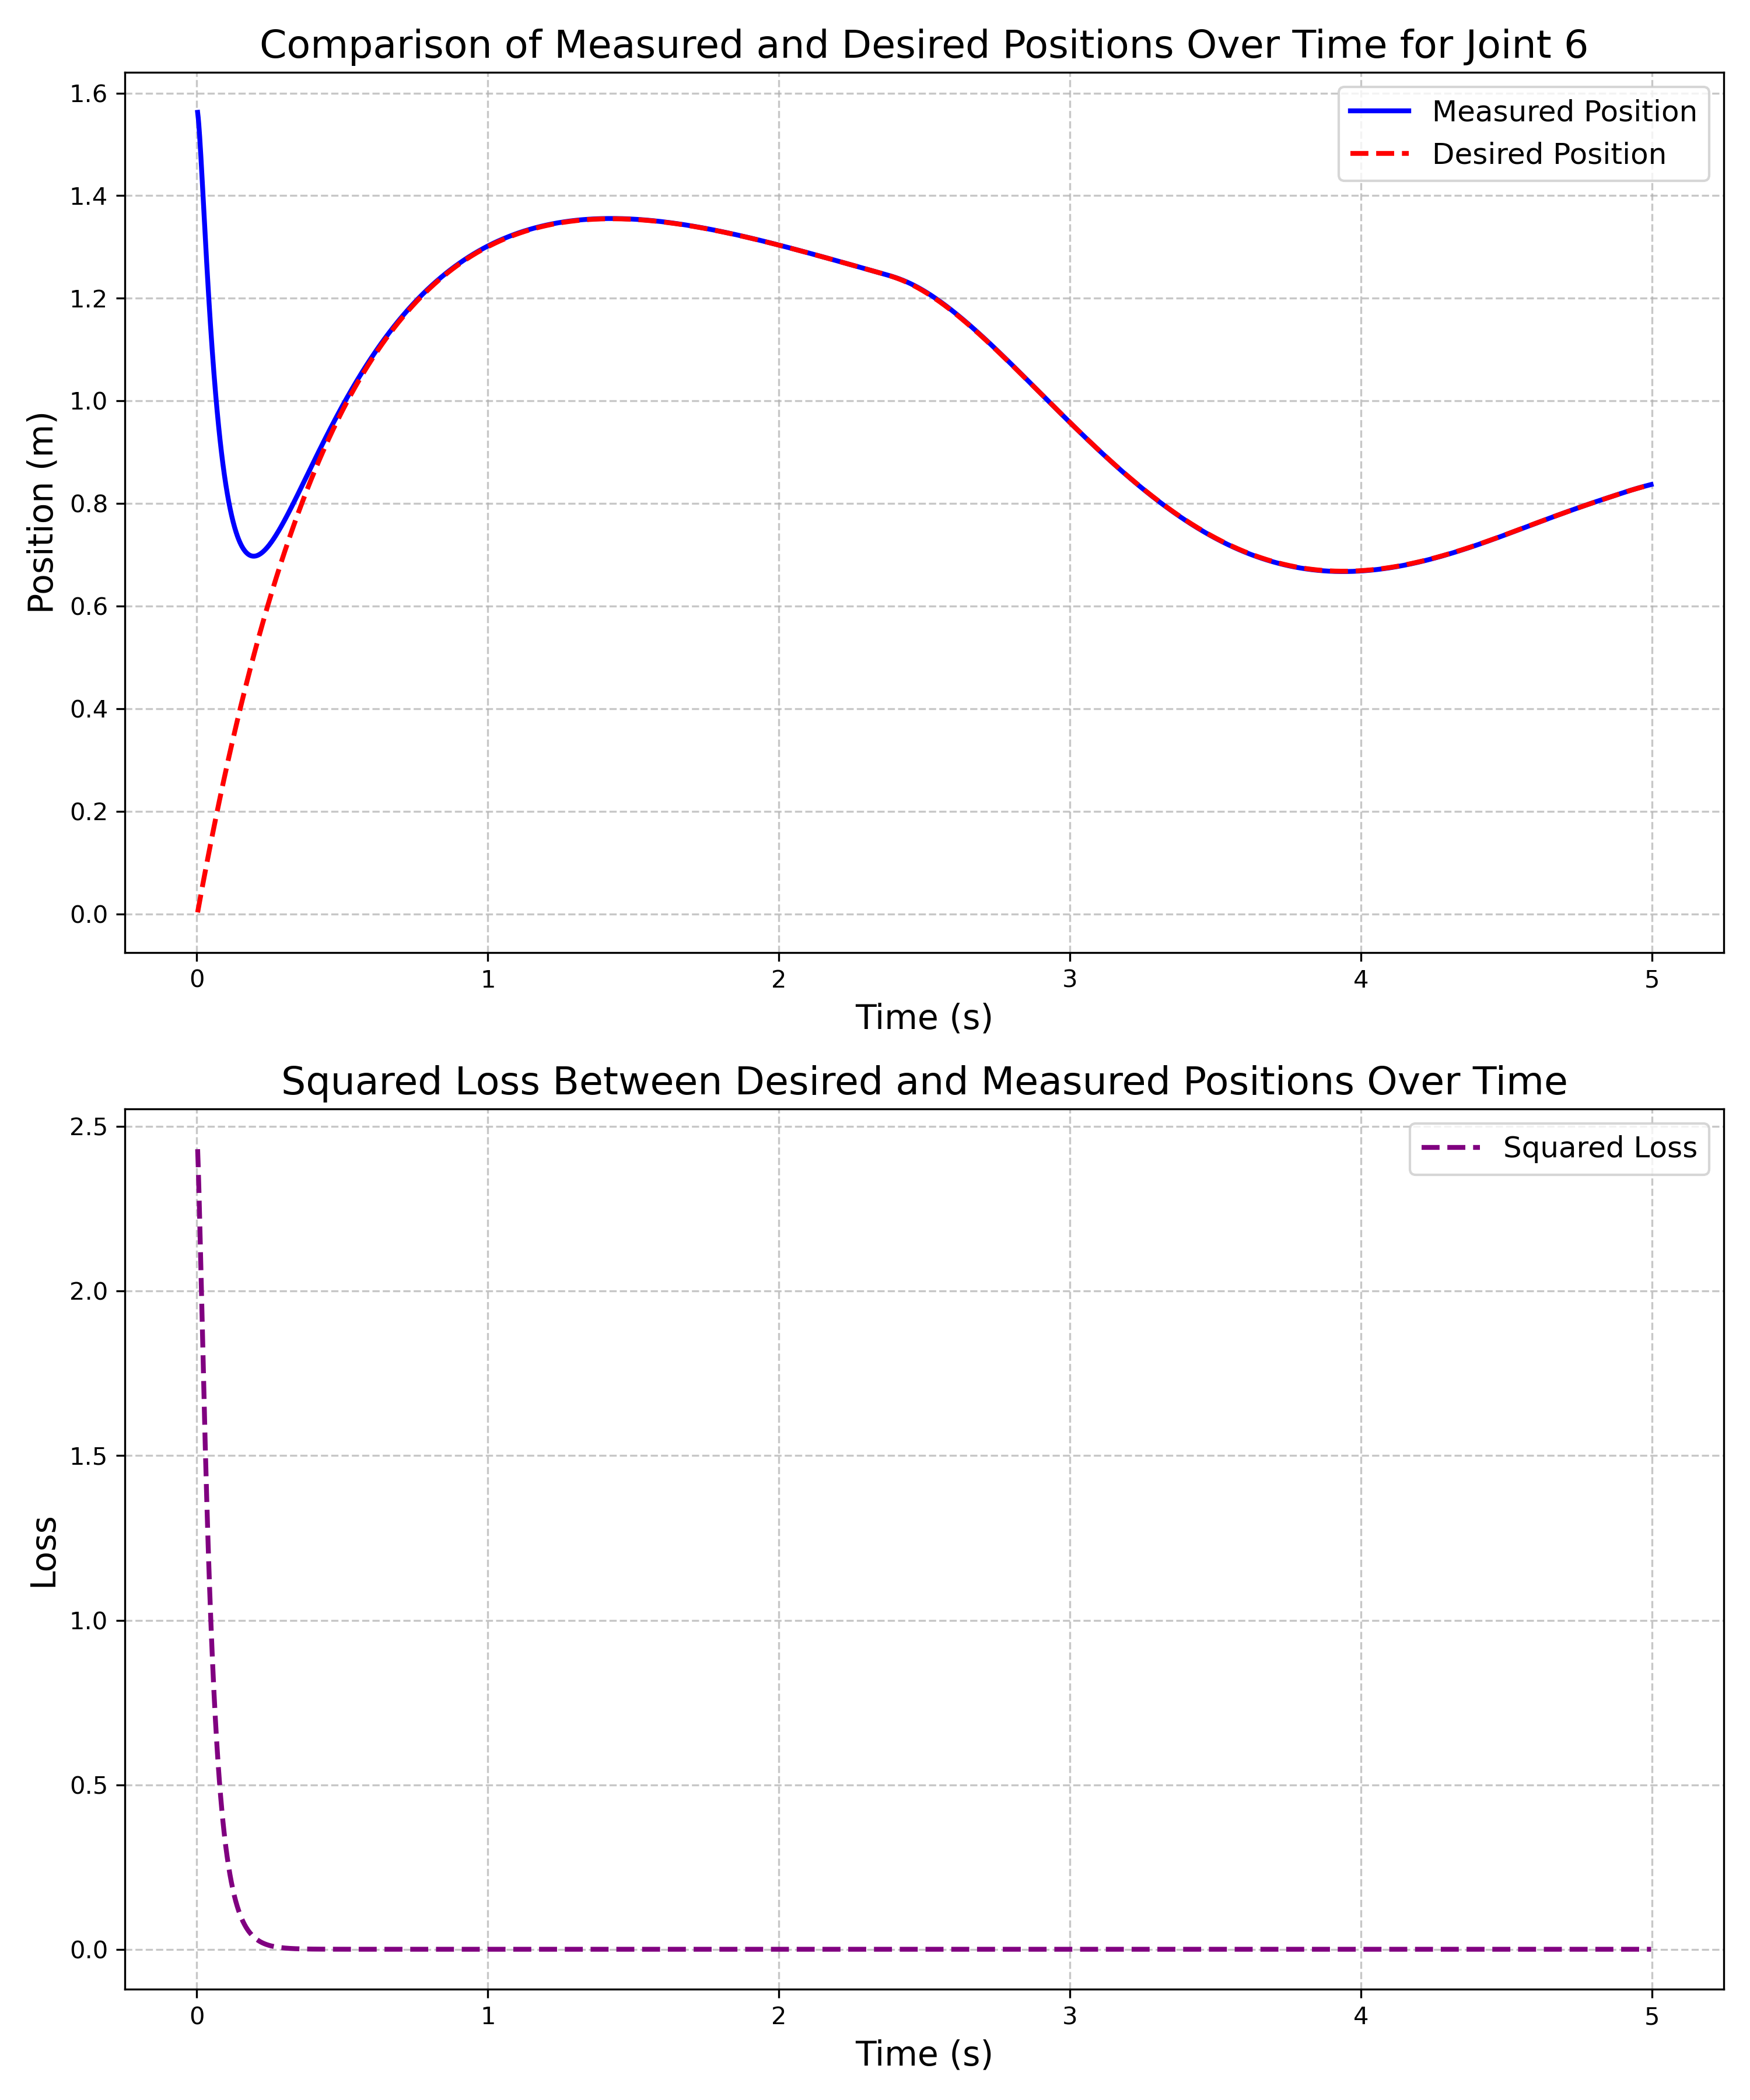 Comparison of Measured and Desired Positions Over Time for Joint 6
Measured Position
Desired Position
1.6
1.4
1.2
1.0
0.8
0.6
0.4
0.2
0.0
Position (m)
0 1 2 3 4 5
Time (s)
Squared Loss Between Desired and Measured Positions Over Time
Squared Loss
2.5
2.0
1.5
1.0
0.5
0.0
Loss
0 1 2 3 4 5
Time (s)